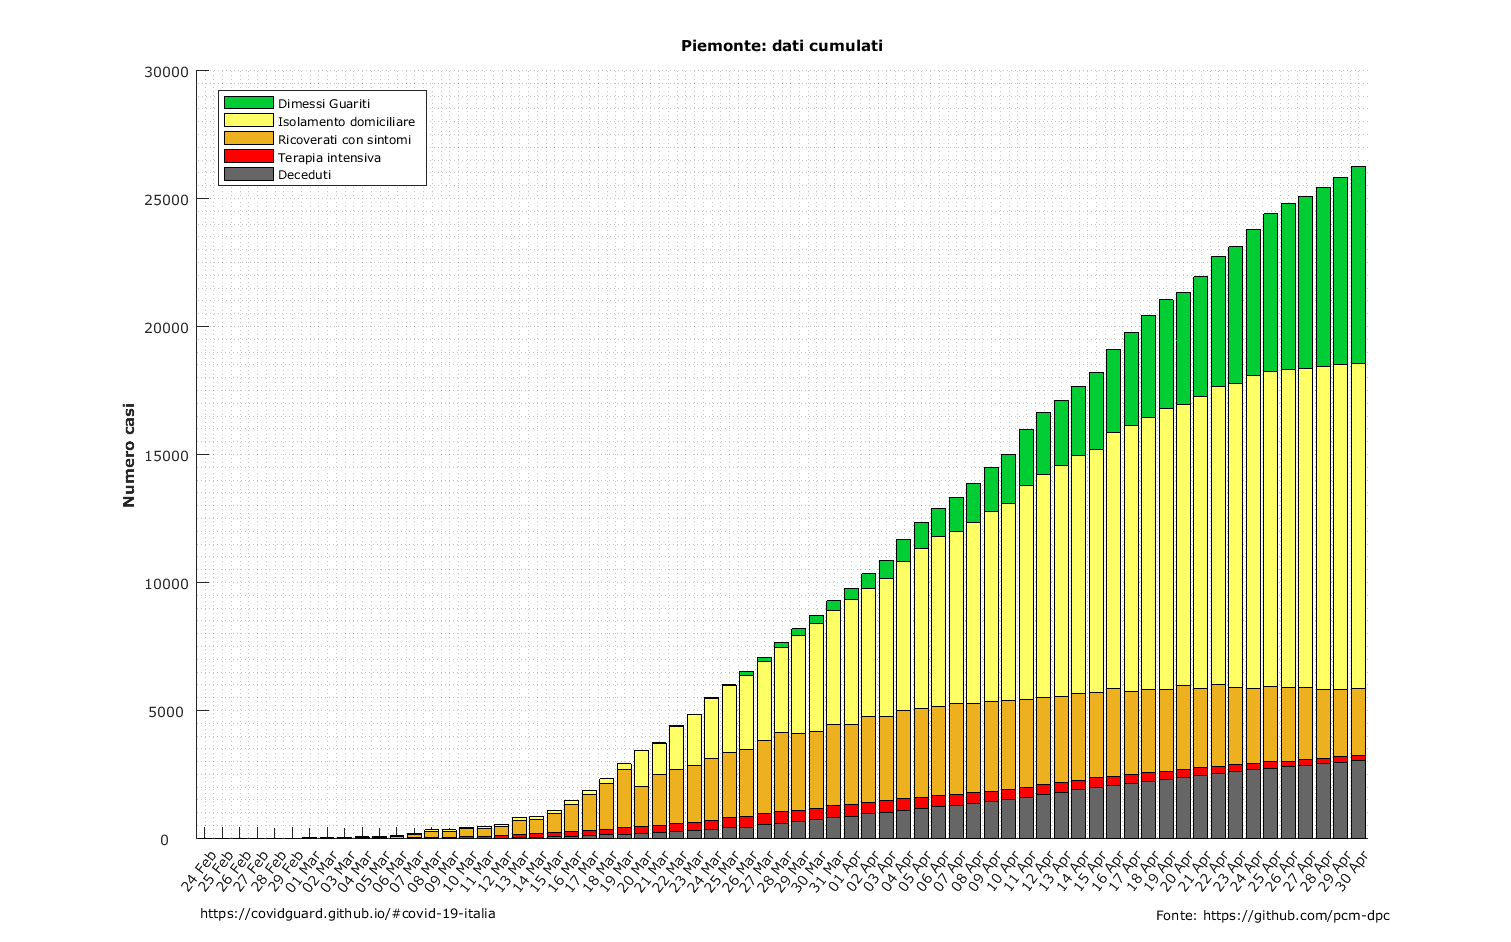 Piemonte: dati cumulati
30000
25000
20000
15000
10000
5000
0
Numero casi
Dimessi Guariti
Isolamento domiciliare
Ricoverati con sintomi
Terapia intensiva
Deceduti
24 Feb
25 Feb
26 Feb
27 Feb
28 Feb
29 Feb
01 Mar
02 Mar
03 Mar
04 Mar
05 Mar
06 Mar
07 Mar
08 Mar
09 Mar
10 Mar
11 Mar
12 Mar
13 Mar
14 Mar
15 Mar
16 Mar
17 Mar
18 Mar
19 Mar
20 Mar
21 Mar
22 Mar
23 Mar
24 Mar
25 Mar
26 Mar
27 Mar
28 Mar
29 Mar
30 Mar
31 Mar
01 Apr
02 Apr
03 Apr
04 Apr
05 Apr
06 Apr
07 Apr
08 Apr
09 Apr
10 Apr
11 Apr
12 Apr
13 Apr
14 Apr
15 Apr
16 Apr
17 Apr
18 Apr
19 Apr
20 Apr
21 Apr
22 Apr
23 Apr
24 Apr
25 Apr
26 Apr
27 Apr
28 Apr
29 Apr
30 Apr
https://covidguard.github.io/#covid-19-italia
Fonte: https://github.com/pcm-dpc